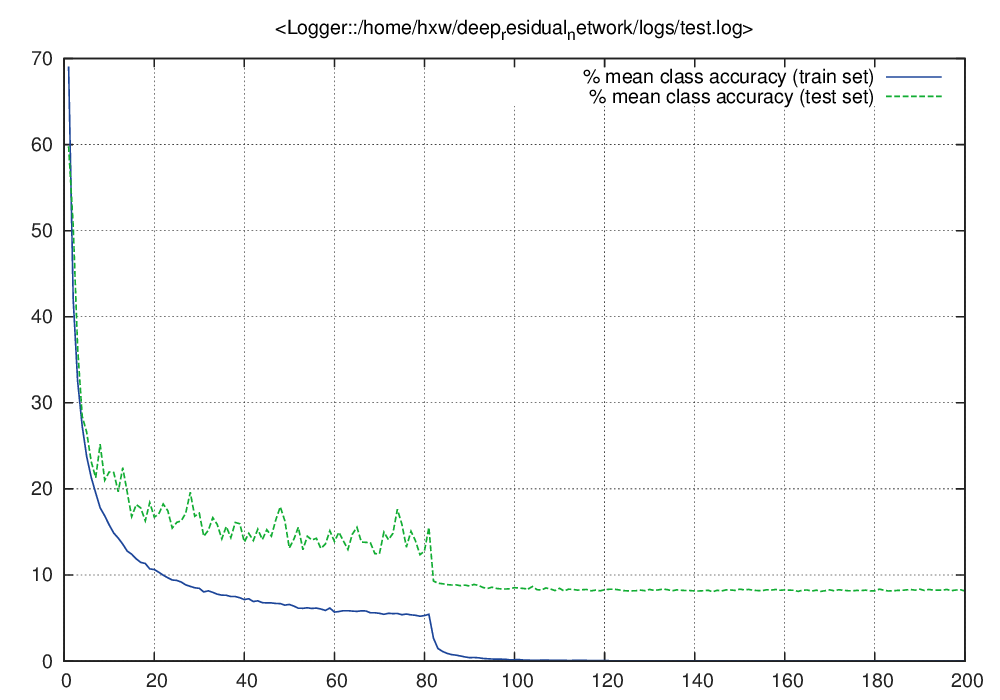 <Logger::/home/hxw/deepresidualnetwork/logs/test.log>
% mean class accuracy (train set)
% mean class accuracy (test set)
70
60
50
40
30
20
10
0
0 20 40 60 80 100 120 140 160 180 200